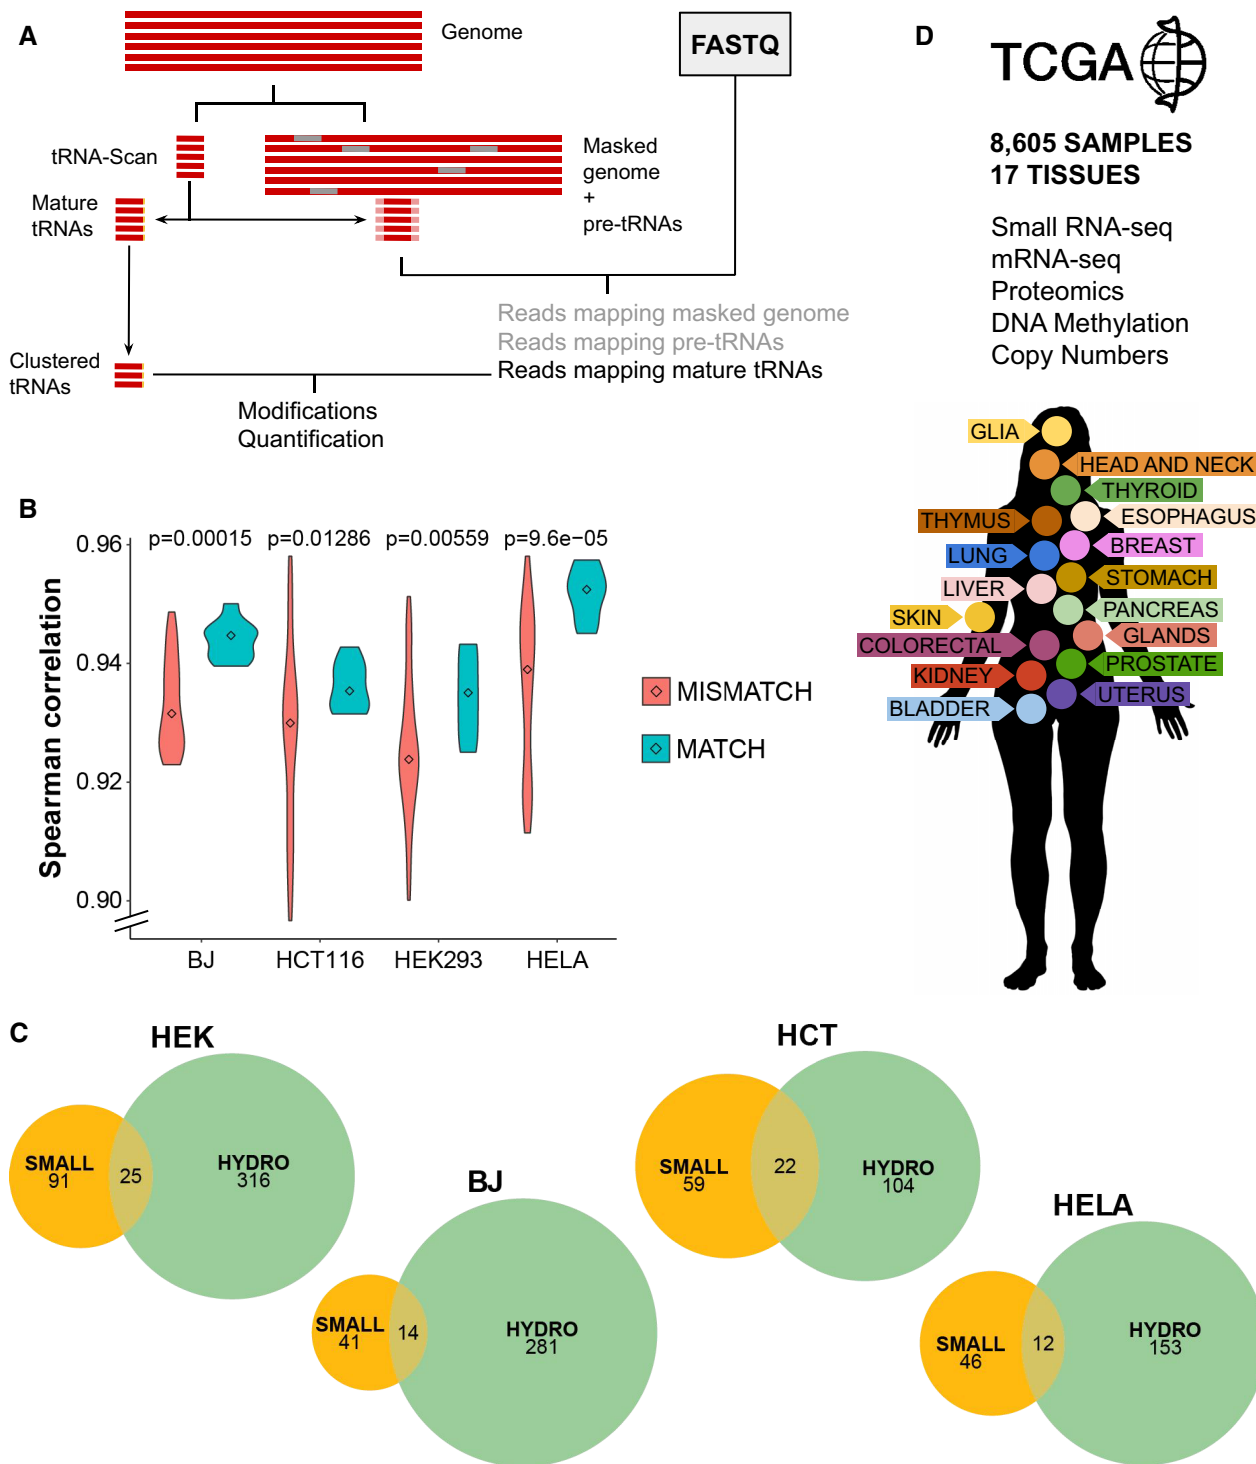 A
Genome
FASTQ
tRNA-Scan
Masked
genome
+
pre-tRNAs
Mature
tRNAs
Reads mapping masked genome
Reads mapping pre-tRNAs
Reads mapping mature tRNAs
Clustered
tRNAs
Modifications
Quantification
B
p=0.00015 p=0.01286 p=0.00559 p=9.6e−05
Spearman correlation
0.96
0.94
0.92
0.90
BJ HCT116 HEK293 HELA
MISMATCH
MATCH
C
HEK
SMALL
91
25
HYDRO
316
BJ
SMALL
41
14
HYDRO
281
HCT
SMALL
59
22
HYDRO
104
HELA
SMALL
46
12
HYDRO
153
D
TCGA
8,605 SAMPLES
17 TISSUES
Small RNA-seq
mRNA-seq
Proteomics
DNA Methylation
Copy Numbers
GLIA
HEAD AND NECK
THYROID
ESOPHAGUS
THYMUS
BREAST
LUNG
STOMACH
LIVER
PANCREAS
SKIN
GLANDS
COLORECTAL
PROSTATE
KIDNEY
UTERUS
BLADDER